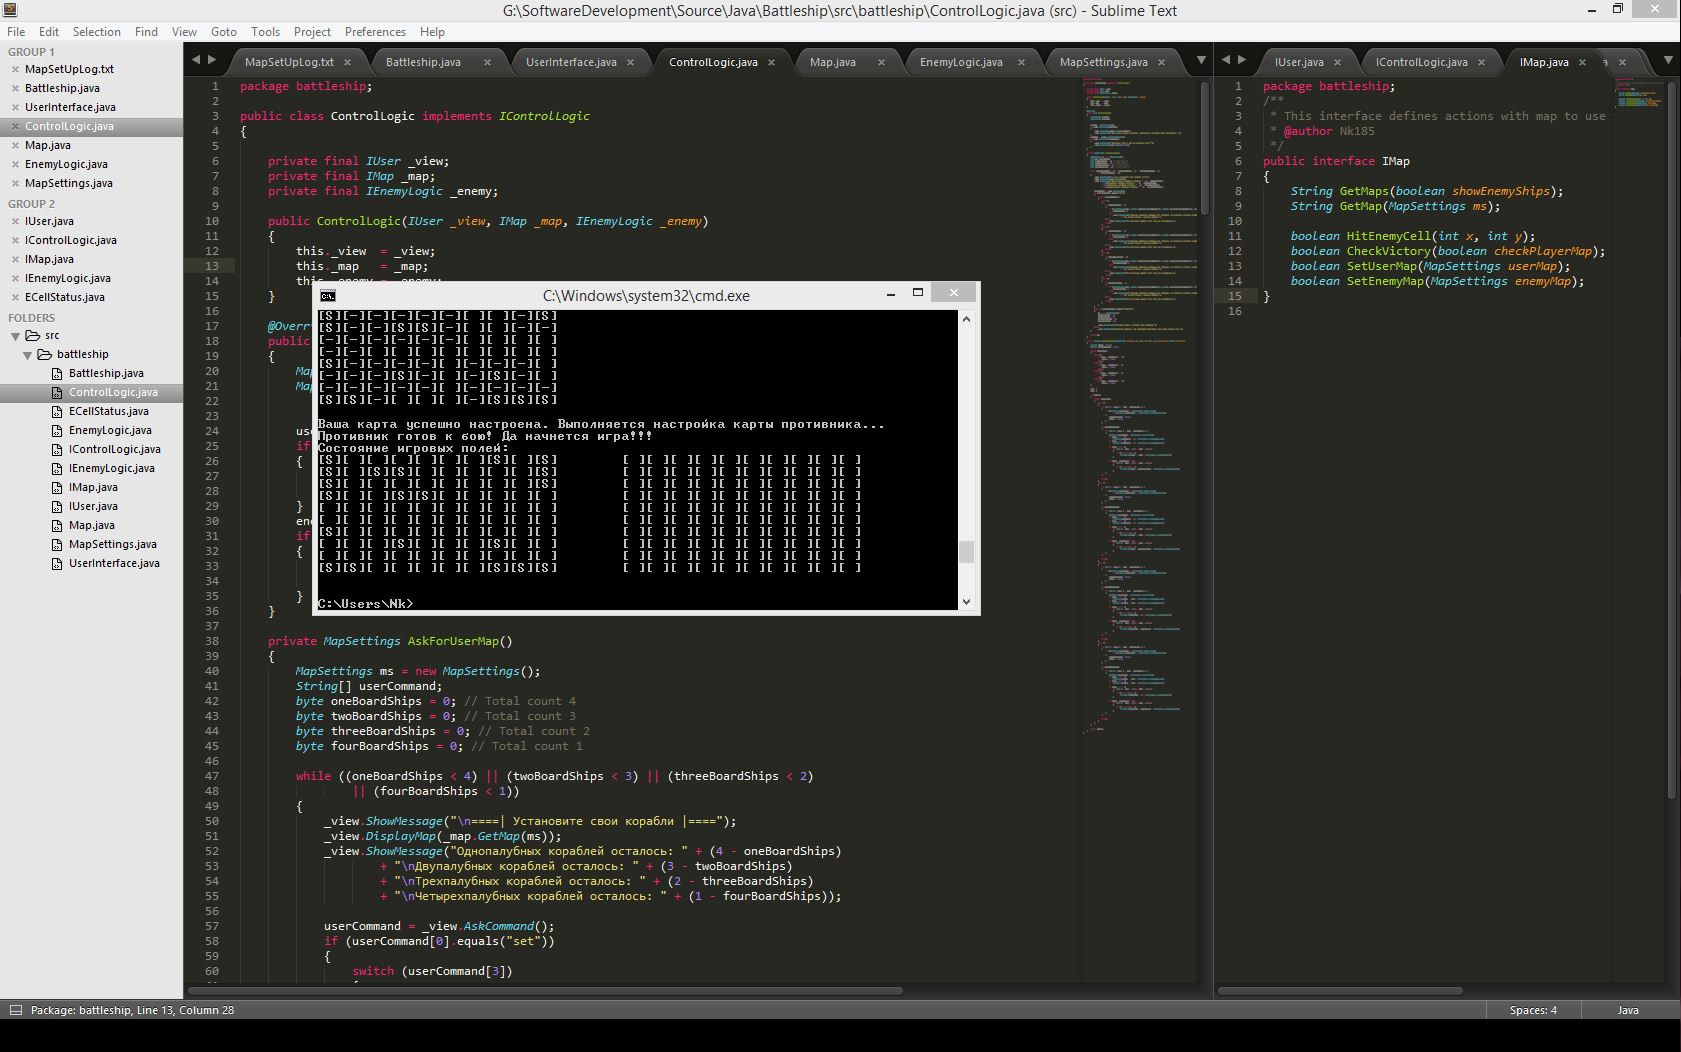 G:\SoftwareDevelopment\Source\Java\Battleship\src\battleship\ControlLogic.java (src) - Sublime Text
File Edit Selection Find View Goto Tools Project Preferences Help
GROUP 1
MapSetUpLog.txt
Battleship.java
UserInterface.java
ControlLogic.java
Map.java
EnemyLogic.java
MapSettings.java
GROUP 2
IUser.java
IControlLogic.java
IMap.java
IEnemyLogic.java
ECellStatus.java
FOLDERS
src
battleship
Battleship.java
ControlLogic.java
ECellStatus.java
EnemyLogic.java
IControlLogic.java
IEnemyLogic.java
IMap.java
IUser.java
Map.java
MapSettings.java
UserInterface.java
MapSetUpLog.txt Battleship.java UserInterface.java ControlLogic.java Map.java EnemyLogic.java MapSettings.java
1 package battleship;
2
3 public class ControlLogic implements IControlLogic
4 {
5
6 private final IUser _view;
7 private final IMap _map;
8 private final IEnemyLogic _enemy;
9
10 public ControlLogic(IUser _view, IMap _map, IEnemyLogic _enemy)
11 {
12 this._view = _view;
13 this._map = _map;
14 this._enemy = _enemy;
15 }
16
17 @Overr
18 public
19 {
20 Map
21 Map
22
23
24 use
25 if
26 {
27
28
29 }
30 ene
31 if
32 {
33
34
35 }
36 }
37
38 private MapSettings AskForUserMap()
39 {
40 MapSettings ms = new MapSettings();
41 String[] userCommand;
42 byte oneBoardShips = 0; // Total count 4
43 byte twoBoardShips = 0; // Total count 3
44 byte threeBoardShips = 0; // Total count 2
45 byte fourBoardShips = 0; // Total count 1
46
47 while ((oneBoardShips < 4) || (twoBoardShips < 3) || (threeBoardShips < 2)
48 || (fourBoardShips < 1))
49 {
50 _view.ShowMessage("\n====| Установите свои корабли |====");
51 _view.DisplayMap(_map.GetMap(ms));
52 _view.ShowMessage("Однопалубных кораблей осталось: " + (4 - oneBoardShips)
53 + "\nДвупалубных кораблей осталось: " + (3 - twoBoardShips)
54 + "\nТрехпалубных кораблей осталось: " + (2 - threeBoardShips)
55 + "\nЧетырехпалубных кораблей осталось: " + (1 - fourBoardShips));
56
57 userCommand = _view.AskCommand();
58 if (userCommand[0].equals("set"))
59 {
60 switch (userCommand[3])
C:\Windows\system32\cmd.exe
[S][-][-][-][-][-][ ][ ][-][S]
[S][-][-][S][S][-][ ][ ][-][-]
[-][-][-][-][-][-][ ][ ][ ][ ]
[-][-][ ][ ][ ][ ][ ][ ][ ][ ]
[S][-][-][-][-][ ][-][-][-][ ]
[-][-][-][S][-][ ][-][S][-][ ]
[-][-][-][-][-][ ][-][-][-][-]
[S][S][-][ ][ ][ ][-][S][S][S]
Ваша карта успешно настроена. Выполняется настройка карты противника...
Противник готов к бою! Да начнется игра!!!
Состояние игровых полей:
[S][ ][ ][ ][ ][ ][ ][S][ ][S] [ ][ ][ ][ ][ ][ ][ ][ ][ ][ ]
[S][ ][S][S][ ][ ][ ][ ][ ][S] [ ][ ][ ][ ][ ][ ][ ][ ][ ][ ]
[S][ ][ ][ ][ ][ ][ ][ ][ ][S] [ ][ ][ ][ ][ ][ ][ ][ ][ ][ ]
[S][ ][ ][S][S][ ][ ][ ][ ][ ] [ ][ ][ ][ ][ ][ ][ ][ ][ ][ ]
[ ][ ][ ][ ][ ][ ][ ][ ][ ][ ] [ ][ ][ ][ ][ ][ ][ ][ ][ ][ ]
[ ][ ][ ][ ][ ][ ][ ][ ][ ][ ] [ ][ ][ ][ ][ ][ ][ ][ ][ ][ ]
[S][ ][ ][ ][ ][ ][ ][ ][ ][ ] [ ][ ][ ][ ][ ][ ][ ][ ][ ][ ]
[ ][ ][ ][S][ ][ ][ ][S][ ][ ] [ ][ ][ ][ ][ ][ ][ ][ ][ ][ ]
[ ][ ][ ][ ][ ][ ][ ][ ][ ][ ] [ ][ ][ ][ ][ ][ ][ ][ ][ ][ ]
[S][S][ ][ ][ ][ ][ ][S][S][S] [ ][ ][ ][ ][ ][ ][ ][ ][ ][ ]
C:\Users\Nk>
IUser.java IControlLogic.java IMap.java
1 package battleship;
2 /**
3 * This interface defines actions with map to use
4 * @author Nk185
5 */
6 public interface IMap
7 {
8 String GetMaps(boolean showEnemyShips);
9 String GetMap(MapSettings ms);
10
11 boolean HitEnemyCell(int x, int y);
12 boolean CheckVictory(boolean checkPlayerMap);
13 boolean SetUserMap(MapSettings userMap);
14 boolean SetEnemyMap(MapSettings enemyMap);
15 }
16
Package: battleship, Line 13, Column 28
Spaces: 4 Java